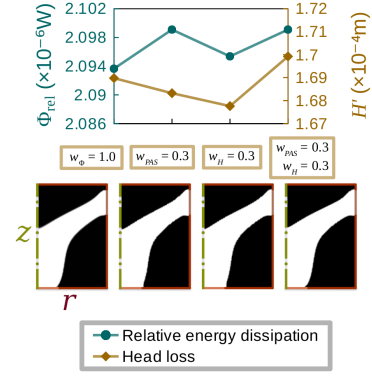 2.102
2.098
2.094
2.09
2.086
Φrel (×10⁻⁶W)
1.72
1.71
1.7
1.69
1.68
1.67
H' (×10⁻⁴m)
wΦ = 1.0
wPAS = 0.3
wH = 0.3
wPAS = 0.3
wH = 0.3
z
r
Relative energy dissipation
Head loss